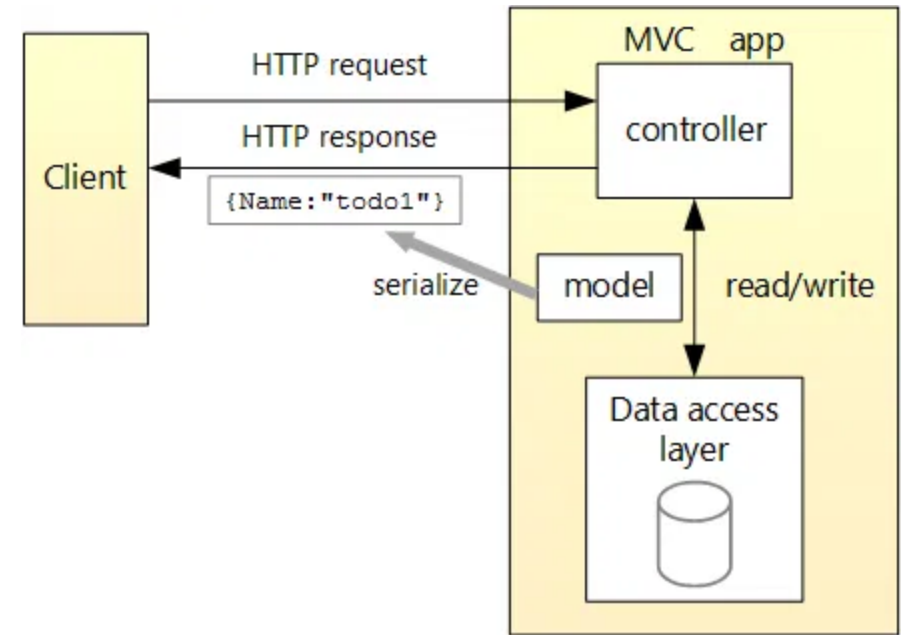 MVC app
HTTP request
controller
HTTP response
Client
{Name:"todo1"}
serialize
model
read/write
Data access
layer